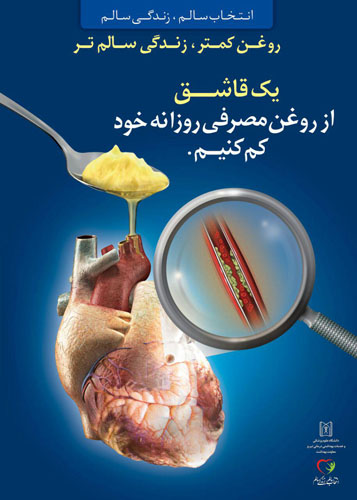 انتخاب سالم ، زندگی سالم
روغن کمتر ، زندگی سالم تر
یک قاشق
از روغن مصرفی روزانه خود
کم کنیم.